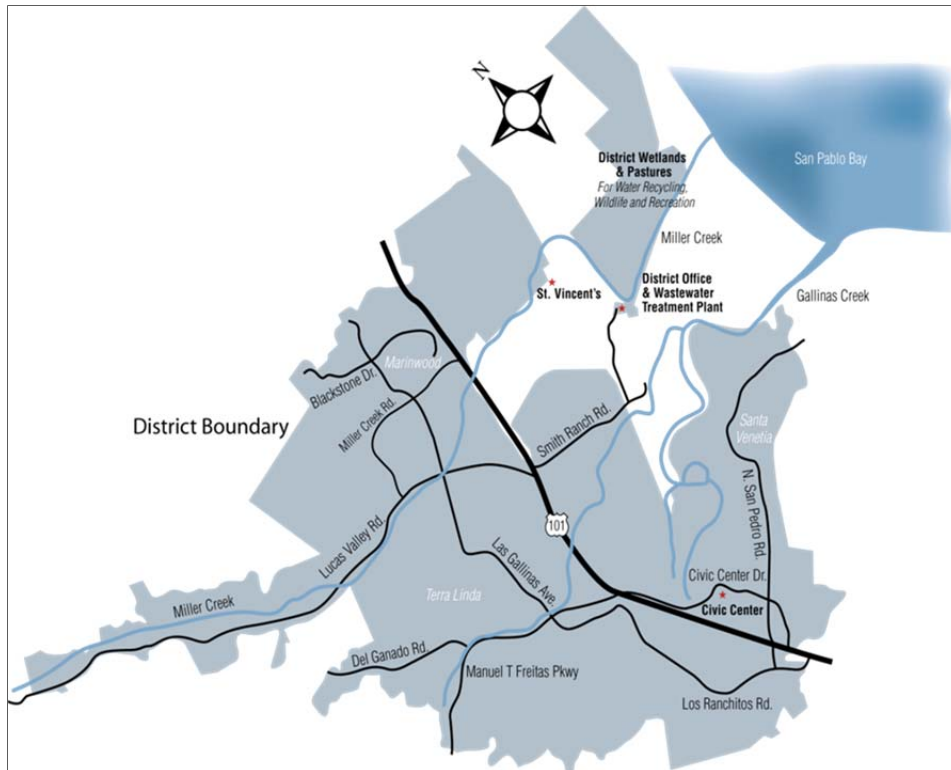 N
San Pablo Bay
District Wetlands
& Pastures
For Water Recycling,
Wildlife and Recreation
Miller Creek
St. Vincent's
District Office
& Wastewater
Treatment Plant
Gallinas Creek
Marinwood
Blackstone Dr.
Miller Creek Rd.
District Boundary
Smith Ranch Rd.
Santa
Venetia
N. San Pedro Rd.
Lucas Valley Rd.
101
Las Gallinas Ave.
Civic Center Dr.
Civic Center
Miller Creek
Terra Linda
Del Ganado Rd.
Manuel T Freitas Pkwy
Los Ranchitos Rd.